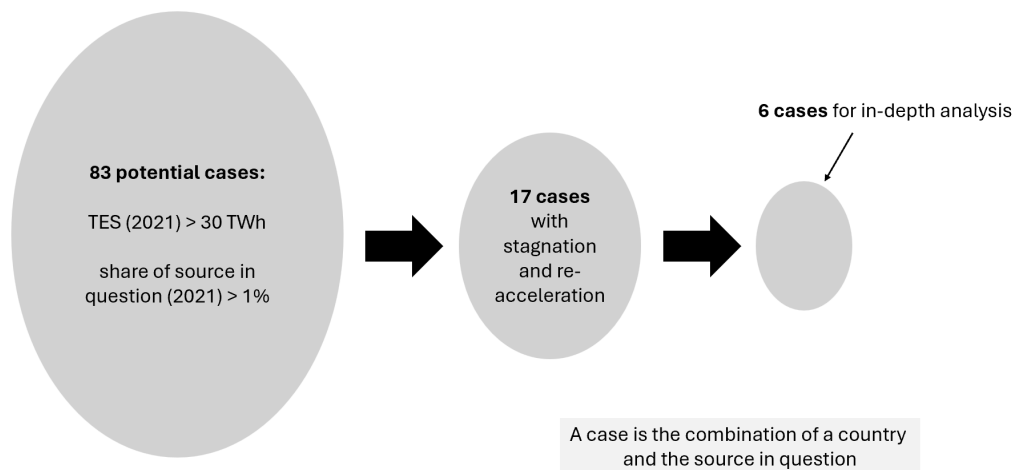 83 potential cases:
TES (2021) > 30 TWh
share of source in
question (2021) > 1%
17 cases
with
stagnation
and re-
acceleration
6 cases for in-depth analysis
A case is the combination of a country
and the source in question